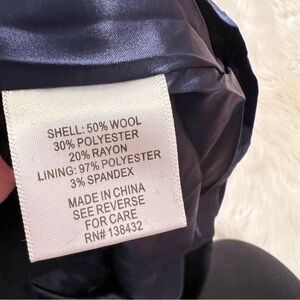 SHELL: 50% WOOL
30% POLYESTER
20% RAYON
LINING: 97% POLYESTER
3% SPANDEX
MADE IN CHINA
SEE REVERSE
FOR CARE
RN# 138432